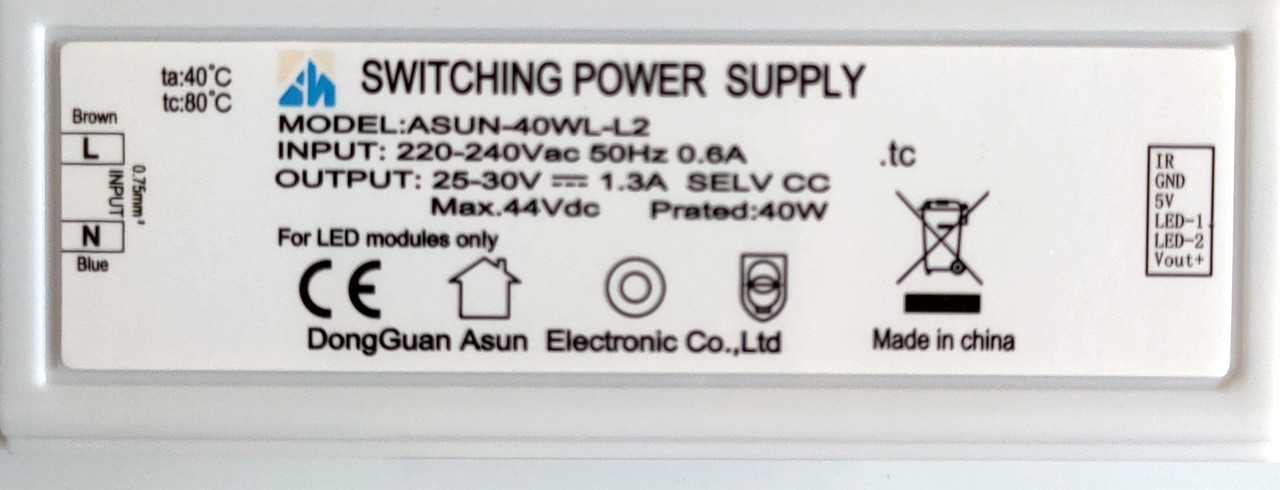 ta:40°C
tc:80°C
SWITCHING POWER SUPPLY
MODEL:ASUN-40WL-L2
INPUT: 220-240Vac 50Hz 0.6A
OUTPUT: 25-30V ⎓ 1.3A SELV CC
Max.44Vdc Prated:40W
For LED modules only
CE
DongGuan Asun Electronic Co.,Ltd
Brown
L
INPUT
0.75mm²
N
Blue
.tc
Made in china
IR
GND
5V
LED-1
LED-2
Vout+